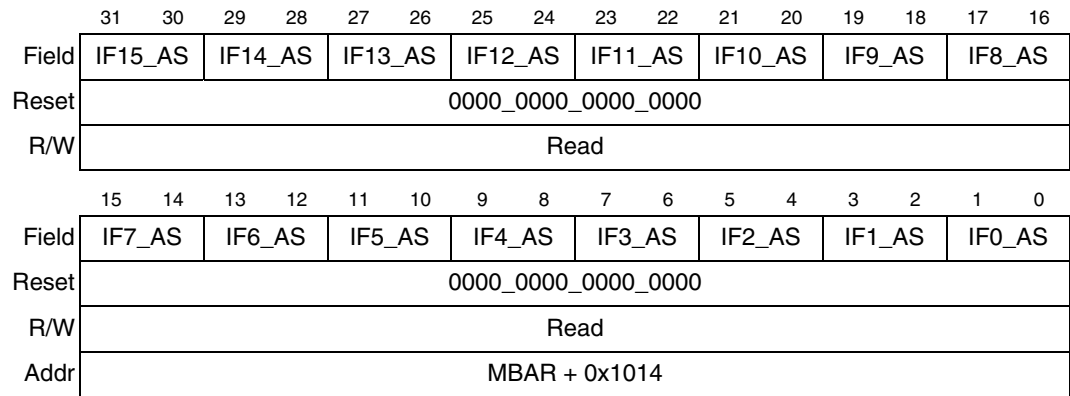 31 30 29 28 27 26 25 24 23 22 21 20 19 18 17 16
Field IF15_AS IF14_AS IF13_AS IF12_AS IF11_AS IF10_AS IF9_AS IF8_AS
Reset 0000_0000_0000_0000
R/W Read
15 14 13 12 11 10 9 8 7 6 5 4 3 2 1 0
Field IF7_AS IF6_AS IF5_AS IF4_AS IF3_AS IF2_AS IF1_AS IF0_AS
Reset 0000_0000_0000_0000
R/W Read
Addr MBAR + 0x1014